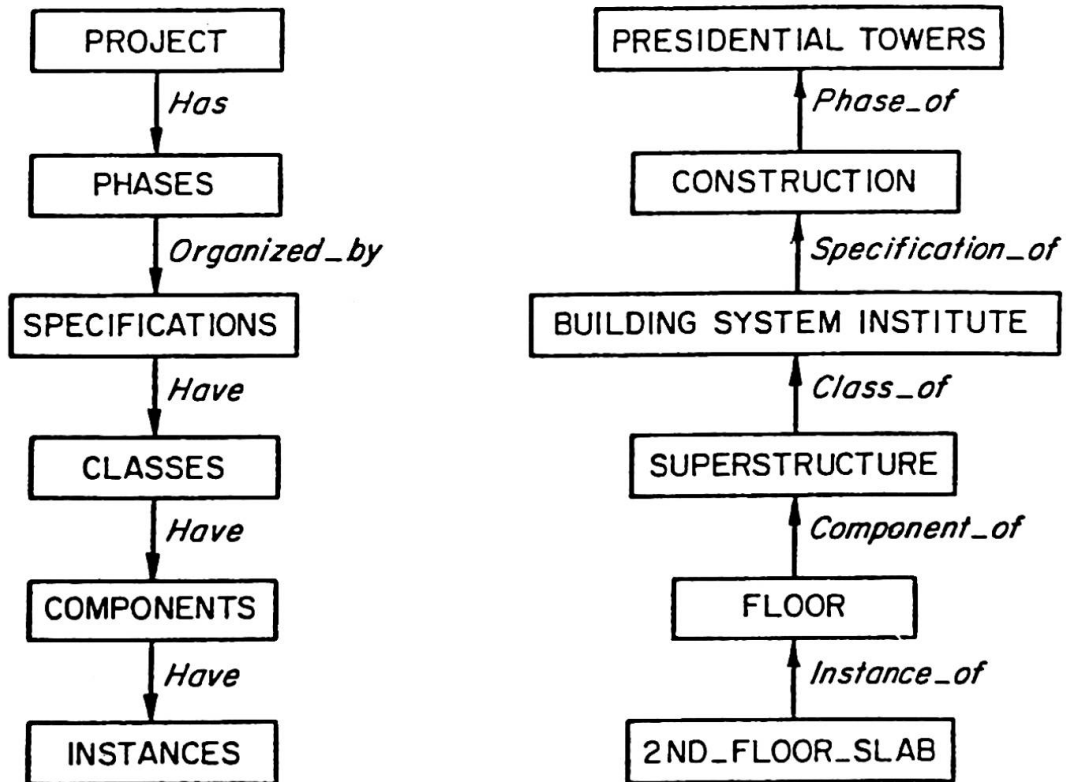 PROJECT
Has
PHASES
Organized_by
SPECIFICATIONS
Have
CLASSES
Have
COMPONENTS
Have
INSTANCES
PRESIDENTIAL TOWERS
Phase_of
CONSTRUCTION
Specification_of
BUILDING SYSTEM INSTITUTE
Class_of
SUPERSTRUCTURE
Component_of
FLOOR
Instance_of
2ND_FLOOR_SLAB